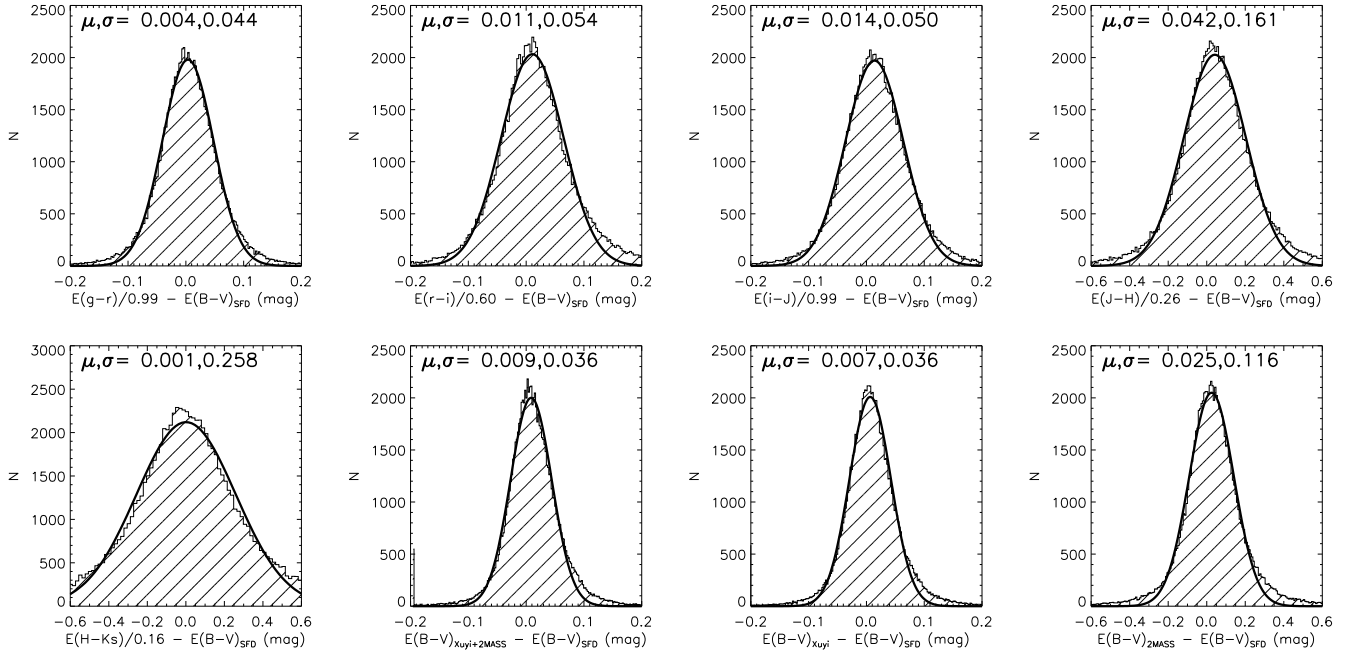 μ,σ= 0.004,0.044
2500
2000
1500
1000
500
0
N
−0.2 −0.1 0.0 0.1 0.2
E(g−r)/0.99 − E(B−V)SFD (mag)
μ,σ= 0.011,0.054
2500
2000
1500
1000
500
0
N
−0.2 −0.1 0.0 0.1 0.2
E(r−i)/0.60 − E(B−V)SFD (mag)
μ,σ= 0.014,0.050
2500
2000
1500
1000
500
0
N
−0.2 −0.1 0.0 0.1 0.2
E(i−J)/0.99 − E(B−V)SFD (mag)
μ,σ= 0.042,0.161
2500
2000
1500
1000
500
0
N
−0.6 −0.4 −0.2 0.0 0.2 0.4 0.6
E(J−H)/0.26 − E(B−V)SFD (mag)
μ,σ= 0.001,0.258
3000
2500
2000
1500
1000
500
0
N
−0.6 −0.4 −0.2 0.0 0.2 0.4 0.6
E(H−Ks)/0.16 − E(B−V)SFD (mag)
μ,σ= 0.009,0.036
2500
2000
1500
1000
500
0
N
−0.2 −0.1 0.0 0.1 0.2
E(B−V)Xuyi+2MASS − E(B−V)SFD (mag)
μ,σ= 0.007,0.036
2500
2000
1500
1000
500
0
N
−0.2 −0.1 0.0 0.1 0.2
E(B−V)Xuyi − E(B−V)SFD (mag)
μ,σ= 0.025,0.116
2500
2000
1500
1000
500
0
N
−0.6 −0.4 −0.2 0.0 0.2 0.4 0.6
E(B−V)2MASS − E(B−V)SFD (mag)